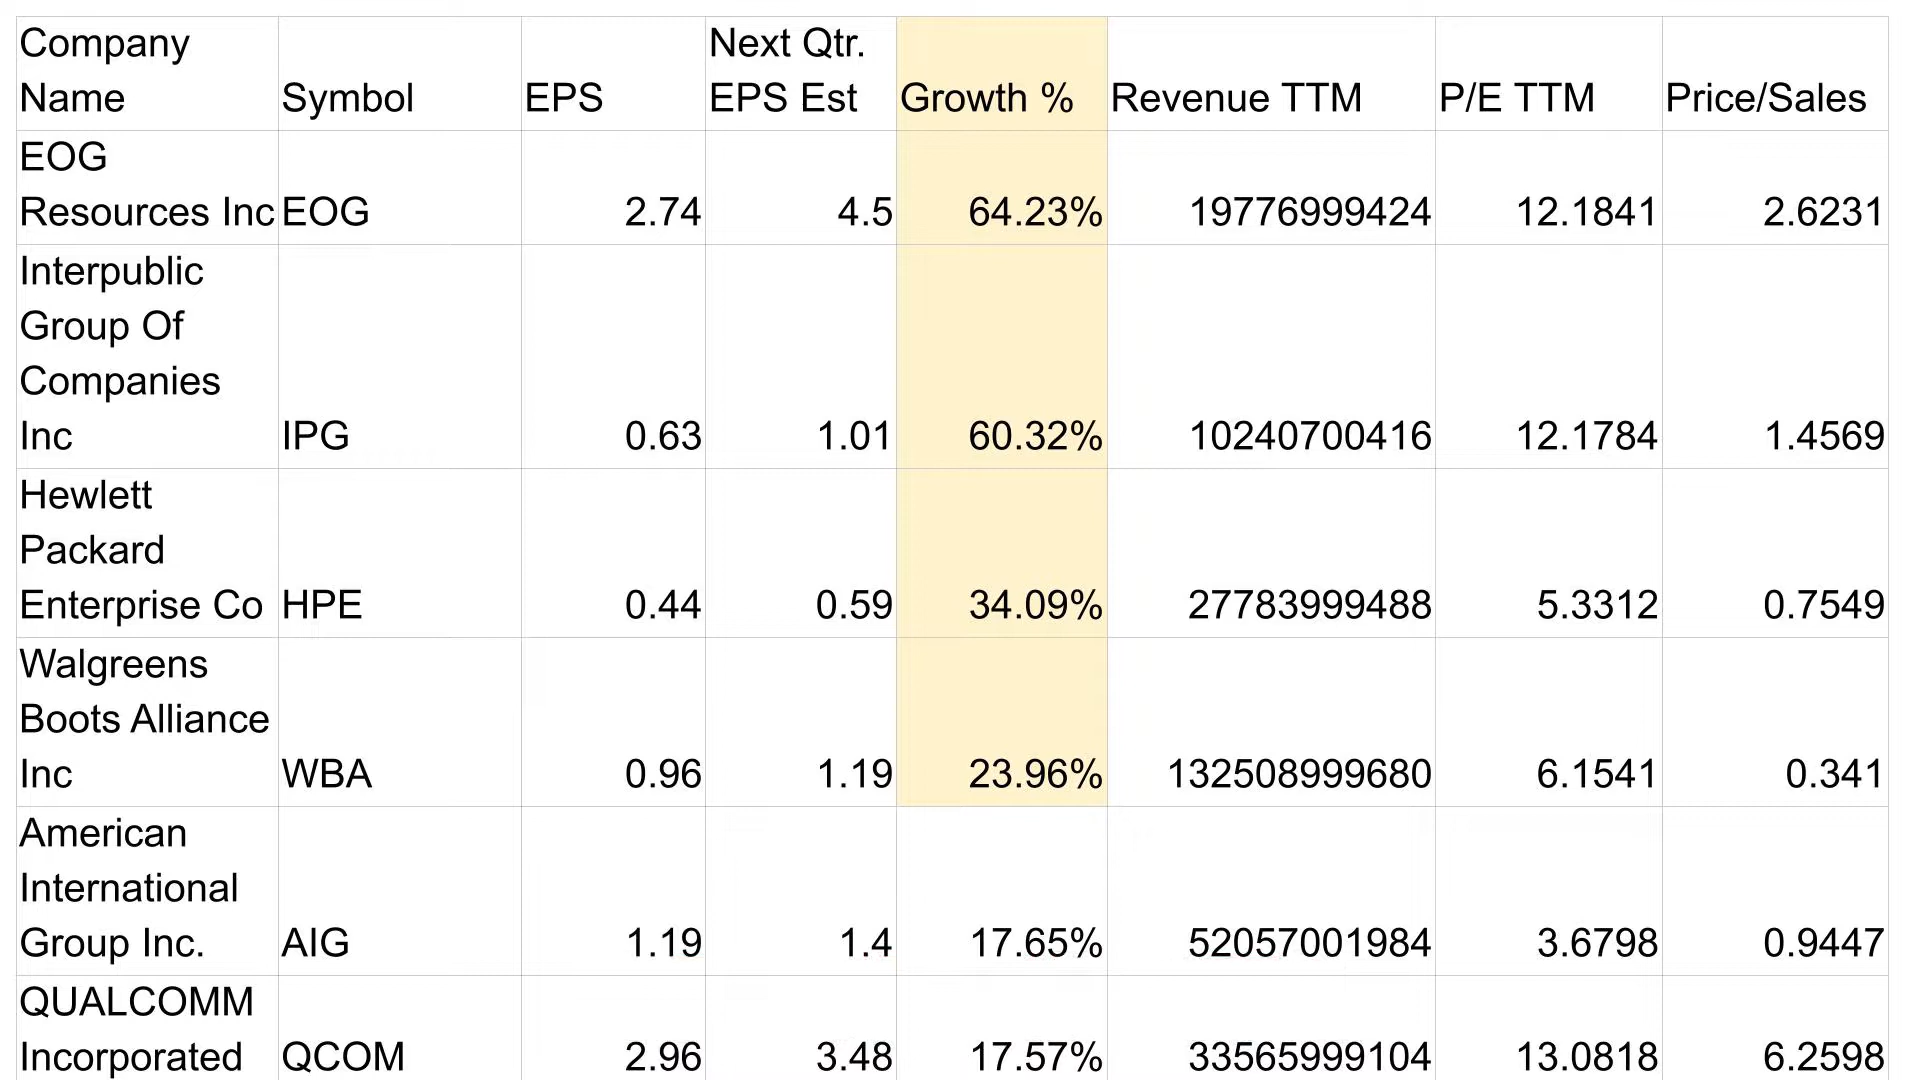 Company Name Symbol EPS Next Qtr. EPS Est Growth % Revenue TTM P/E TTM Price/Sales
EOG
Resources Inc EOG 2.74 4.5 64.23% 19776999424 12.1841 2.6231
Interpublic
Group Of
Companies
Inc IPG 0.63 1.01 60.32% 10240700416 12.1784 1.4569
Hewlett
Packard
Enterprise Co HPE 0.44 0.59 34.09% 27783999488 5.3312 0.7549
Walgreens
Boots Alliance
Inc WBA 0.96 1.19 23.96% 132508999680 6.1541 0.341
American
International
Group Inc. AIG 1.19 1.4 17.65% 52057001984 3.6798 0.9447
QUALCOMM
Incorporated QCOM 2.96 3.48 17.57% 33565999104 13.0818 6.2598